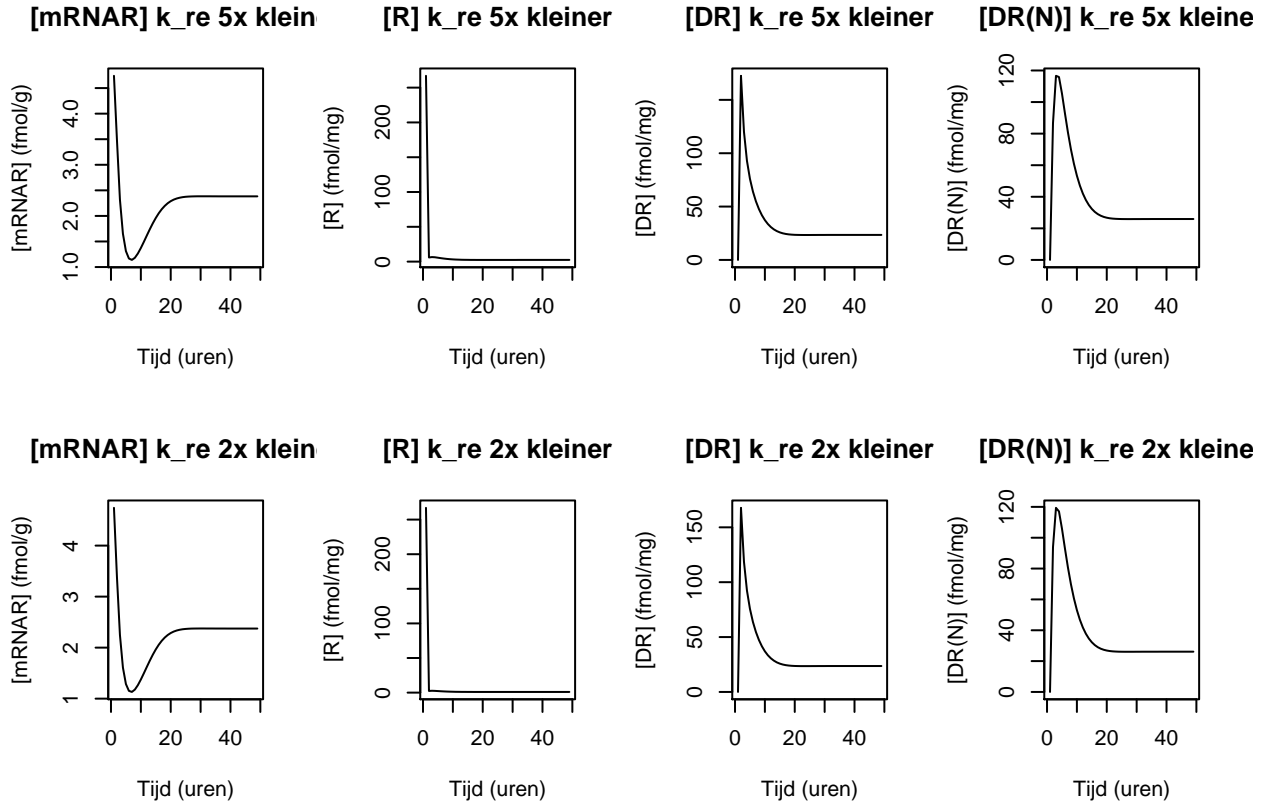 [mRNAR] k_re 5x klein
[R] k_re 5x kleiner
[DR] k_re 5x kleiner
[DR(N)] k_re 5x kleine
[mRNAR] (fmol/g)
1.0 2.0 3.0 4.0
0 20 40
Tijd (uren)
[R] (fmol/mg)
0 100 200
0 20 40
Tijd (uren)
[DR] (fmol/mg)
0 50 150
0 20 40
Tijd (uren)
[DR(N)] (fmol/mg)
0 40 80 120
0 20 40
Tijd (uren)
[mRNAR] k_re 2x klein
[R] k_re 2x kleiner
[DR] k_re 2x kleiner
[DR(N)] k_re 2x kleine
[mRNAR] (fmol/g)
1 2 3 4
0 20 40
Tijd (uren)
[R] (fmol/mg)
0 100 200
0 20 40
Tijd (uren)
[DR] (fmol/mg)
0 50 100 150
0 20 40
Tijd (uren)
[DR(N)] (fmol/mg)
0 40 80 120
0 20 40
Tijd (uren)